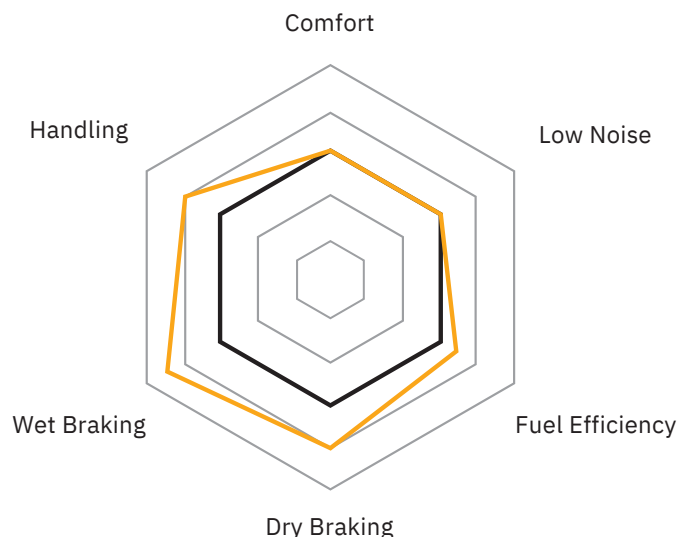 Comfort
Handling
Low Noise
Wet Braking
Fuel Efficiency
Dry Braking